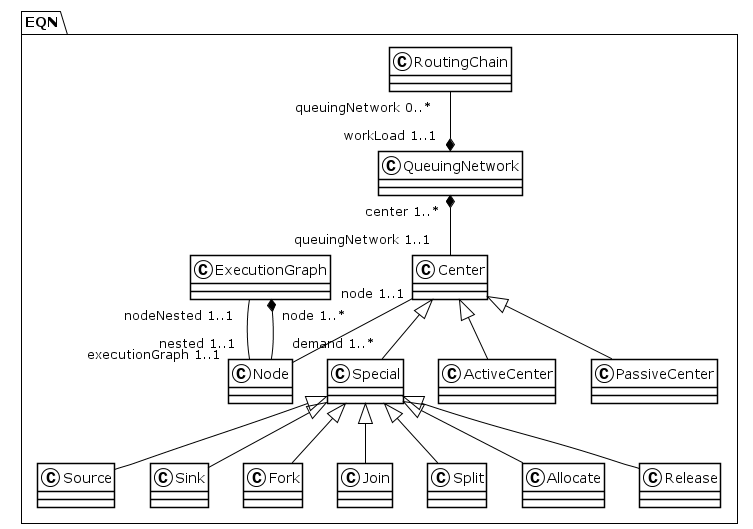 EQN
C RoutingChain
queuingNetwork 0..*
workLoad 1..1
C QueuingNetwork
center 1..*
queuingNetwork 1..1
C ExecutionGraph
C Center
node 1..1
nodeNested 1..1
node 1..*
nested 1..1
demand 1..*
executionGraph 1..1
C Node
C Special
C ActiveCenter
C PassiveCenter
C Source
C Sink
C Fork
C Join
C Split
C Allocate
C Release